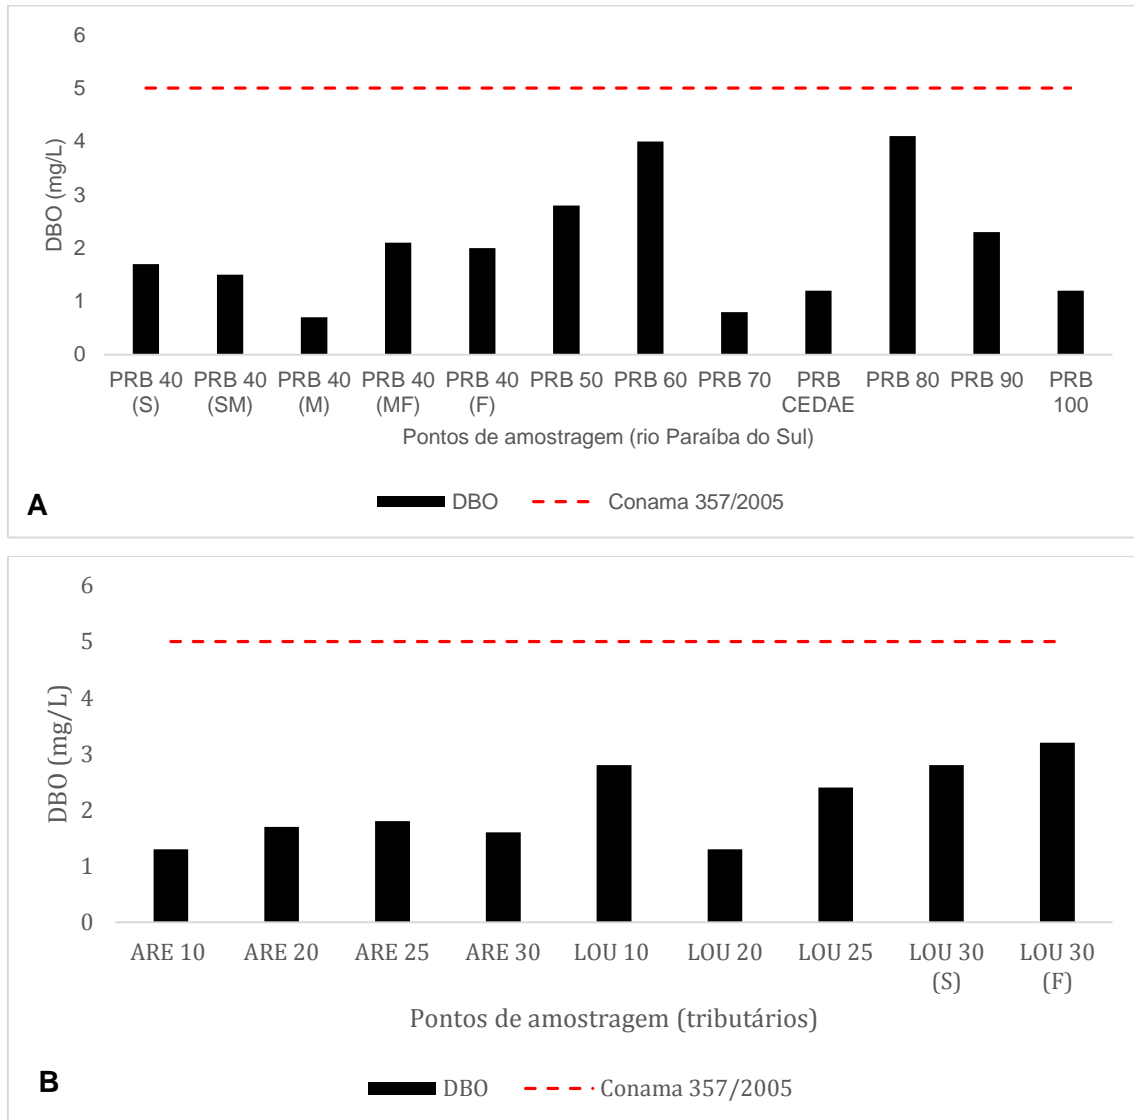 6
5
4
3
2
1
0
DBO (mg/L)
PRB 40 PRB 40 PRB 40 PRB 40 PRB 40 PRB 50 PRB 60 PRB 70 PRB PRB 80 PRB 90 PRB
(S) (SM) (M) (MF) (F) CEDAE 100
Pontos de amostragem (rio Paraíba do Sul)
A
DBO Conama 357/2005
6
5
4
3
2
1
0
DBO (mg/L)
ARE 10 ARE 20 ARE 25 ARE 30 LOU 10 LOU 20 LOU 25 LOU 30 LOU 30
(S) (F)
Pontos de amostragem (tributários)
B
DBO Conama 357/2005